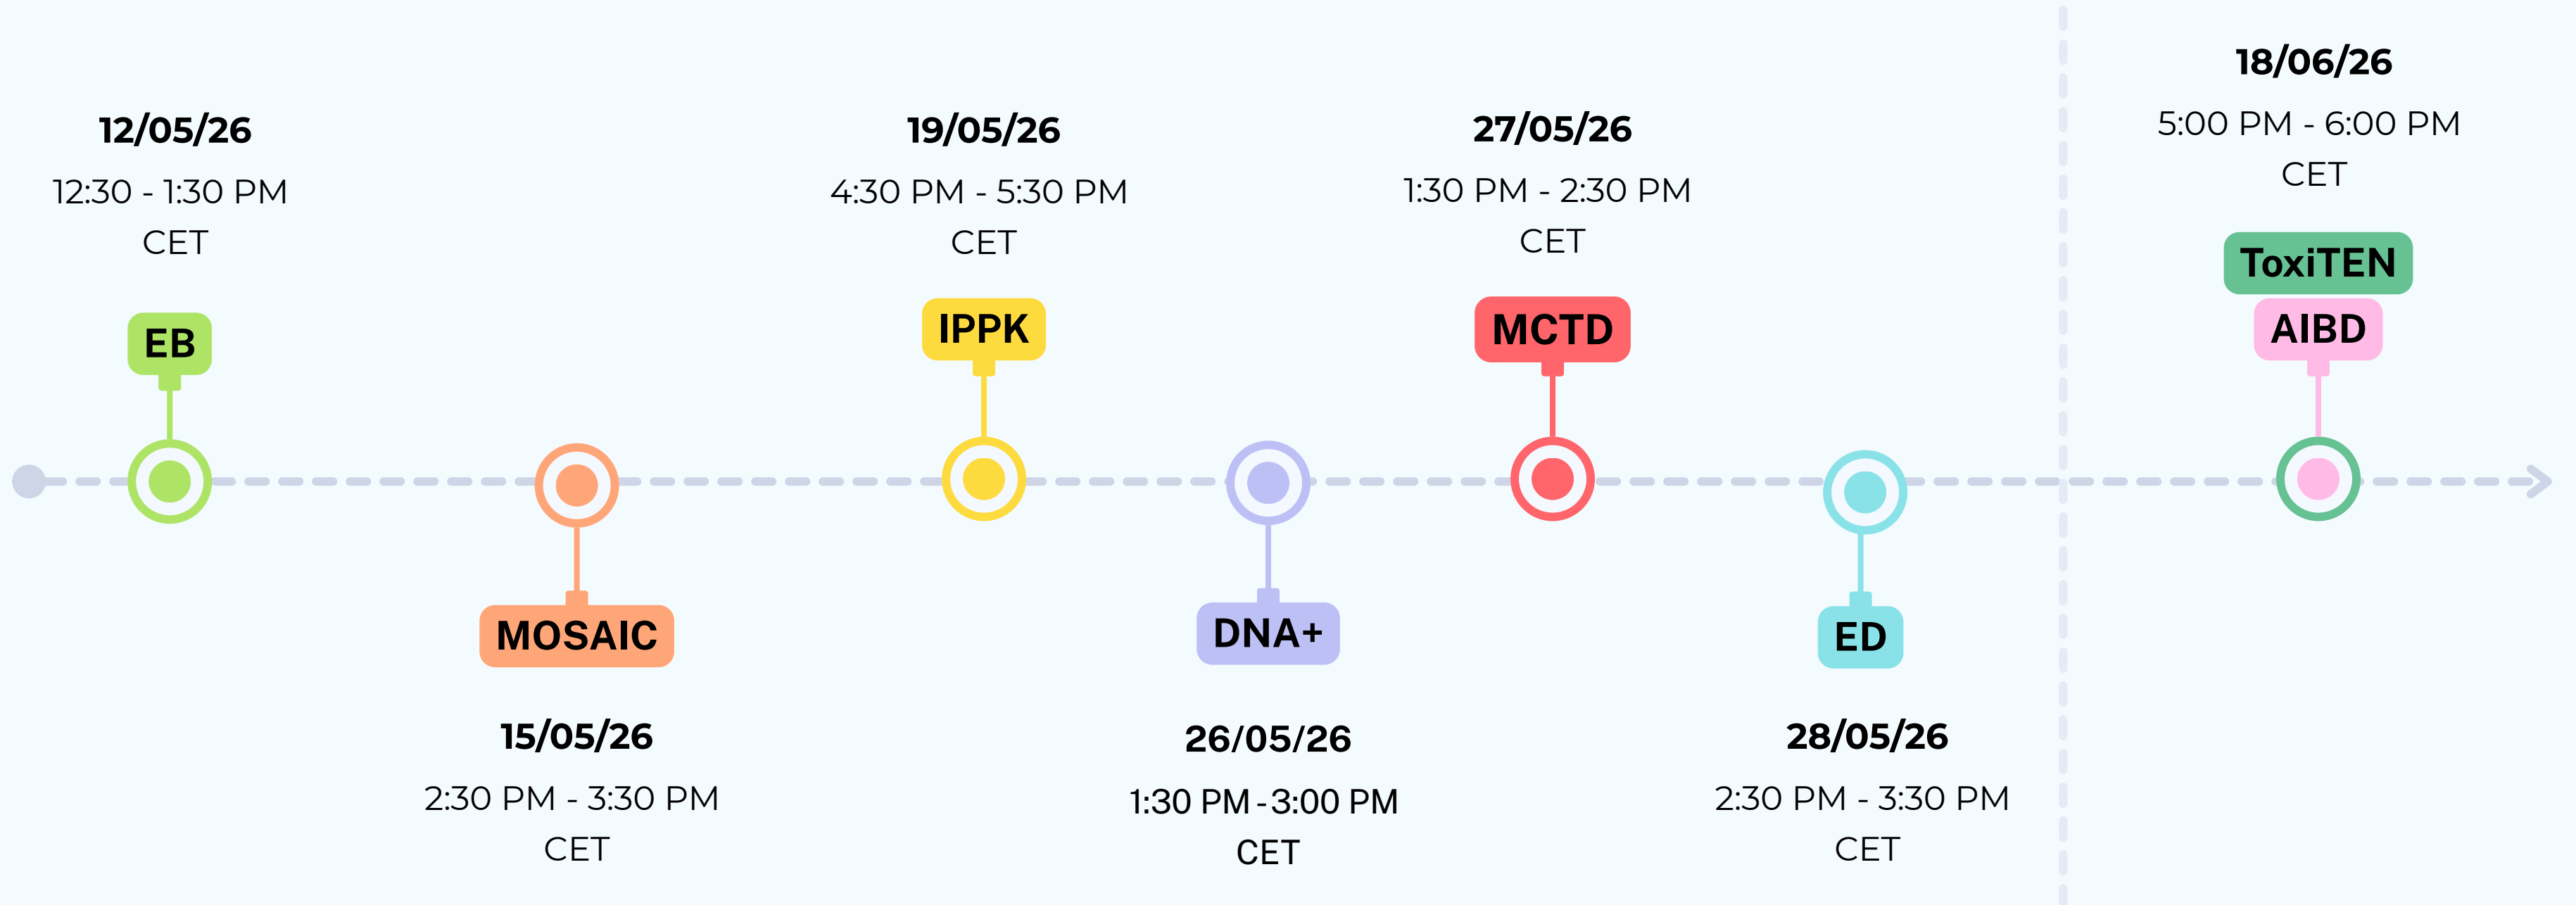 12/05/26
12:30 - 1:30 PM
CET
EB
MOSAIC
15/05/26
2:30 PM - 3:30 PM
CET
19/05/26
4:30 PM - 5:30 PM
CET
IPPK
DNA+
26/05/26
1:30 PM - 3:00 PM
CET
27/05/26
1:30 PM - 2:30 PM
CET
MCTD
ED
28/05/26
2:30 PM - 3:30 PM
CET
18/06/26
5:00 PM - 6:00 PM
CET
ToxiTEN
AIBD